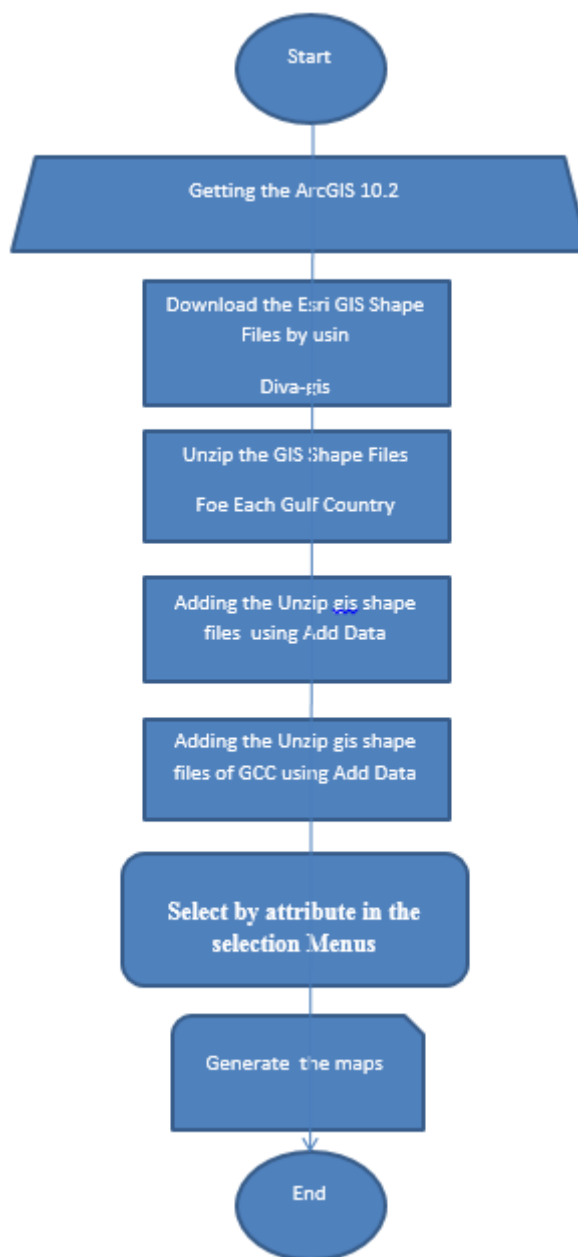 Start
Getting the ArcGIS 10.2
Download the Esri GIS Shape
Files by usin
Diva-gis
Unzip the GIS Shape Files
Foe Each Gulf Country
Adding the Unzip gis shape
files using Add Data
Adding the Unzip gis shape
files of GCC using Add Data
Select by attribute in the
selection Menus
Generate the maps
End